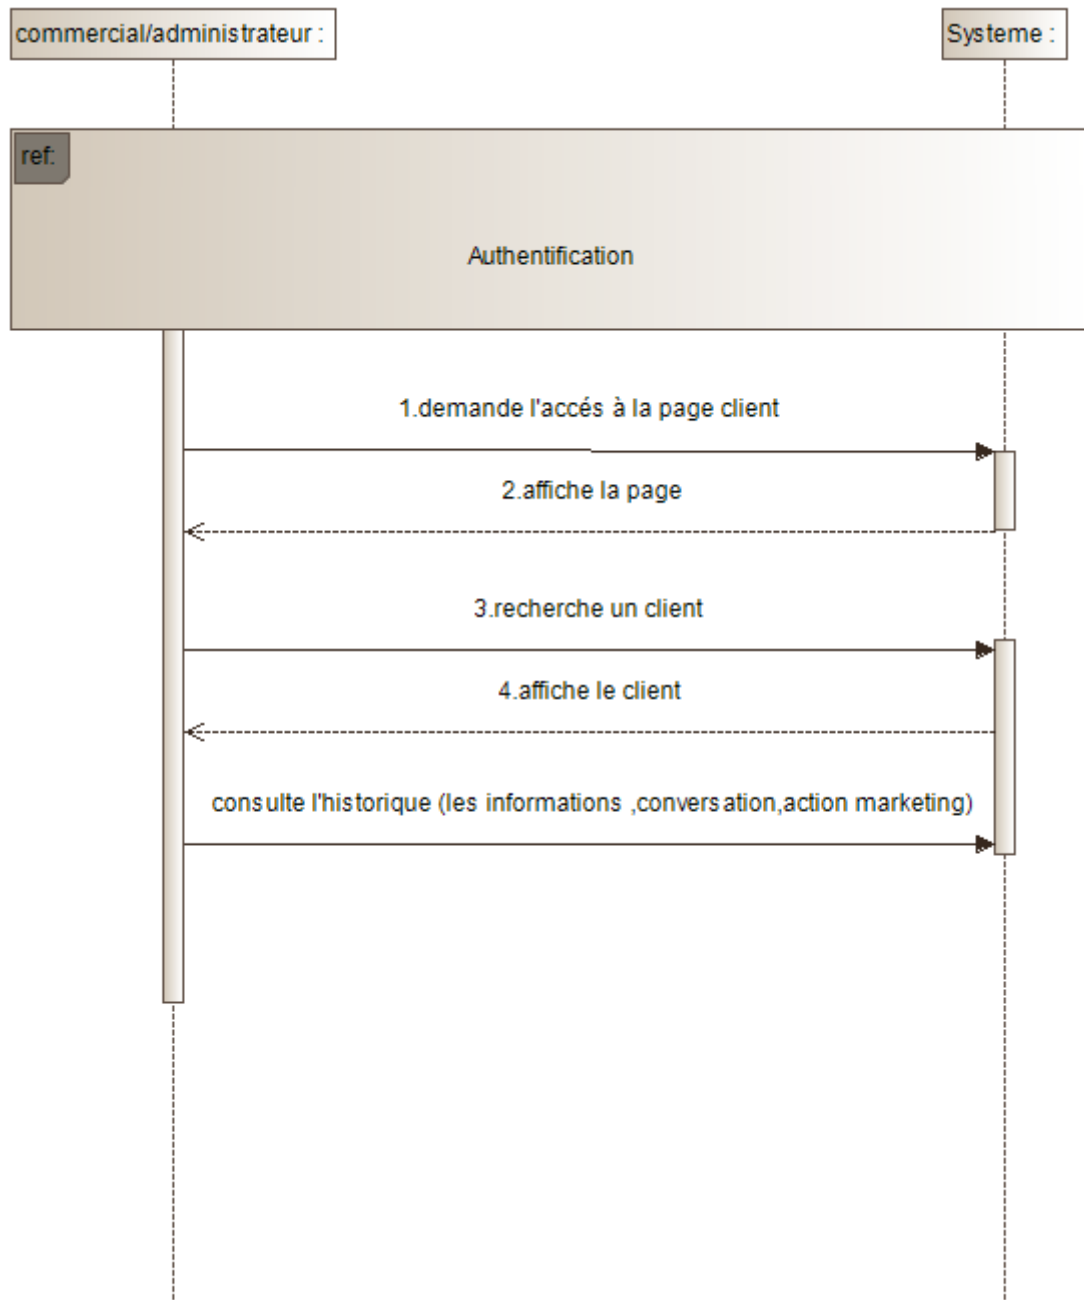 commercial/administrateur :
Systeme :
ref:
Authentification
1.demande l'accés à la page client
2.affiche la page
3.recherche un client
4.affiche le client
consulte l'historique (les informations ,conversation,action marketing)